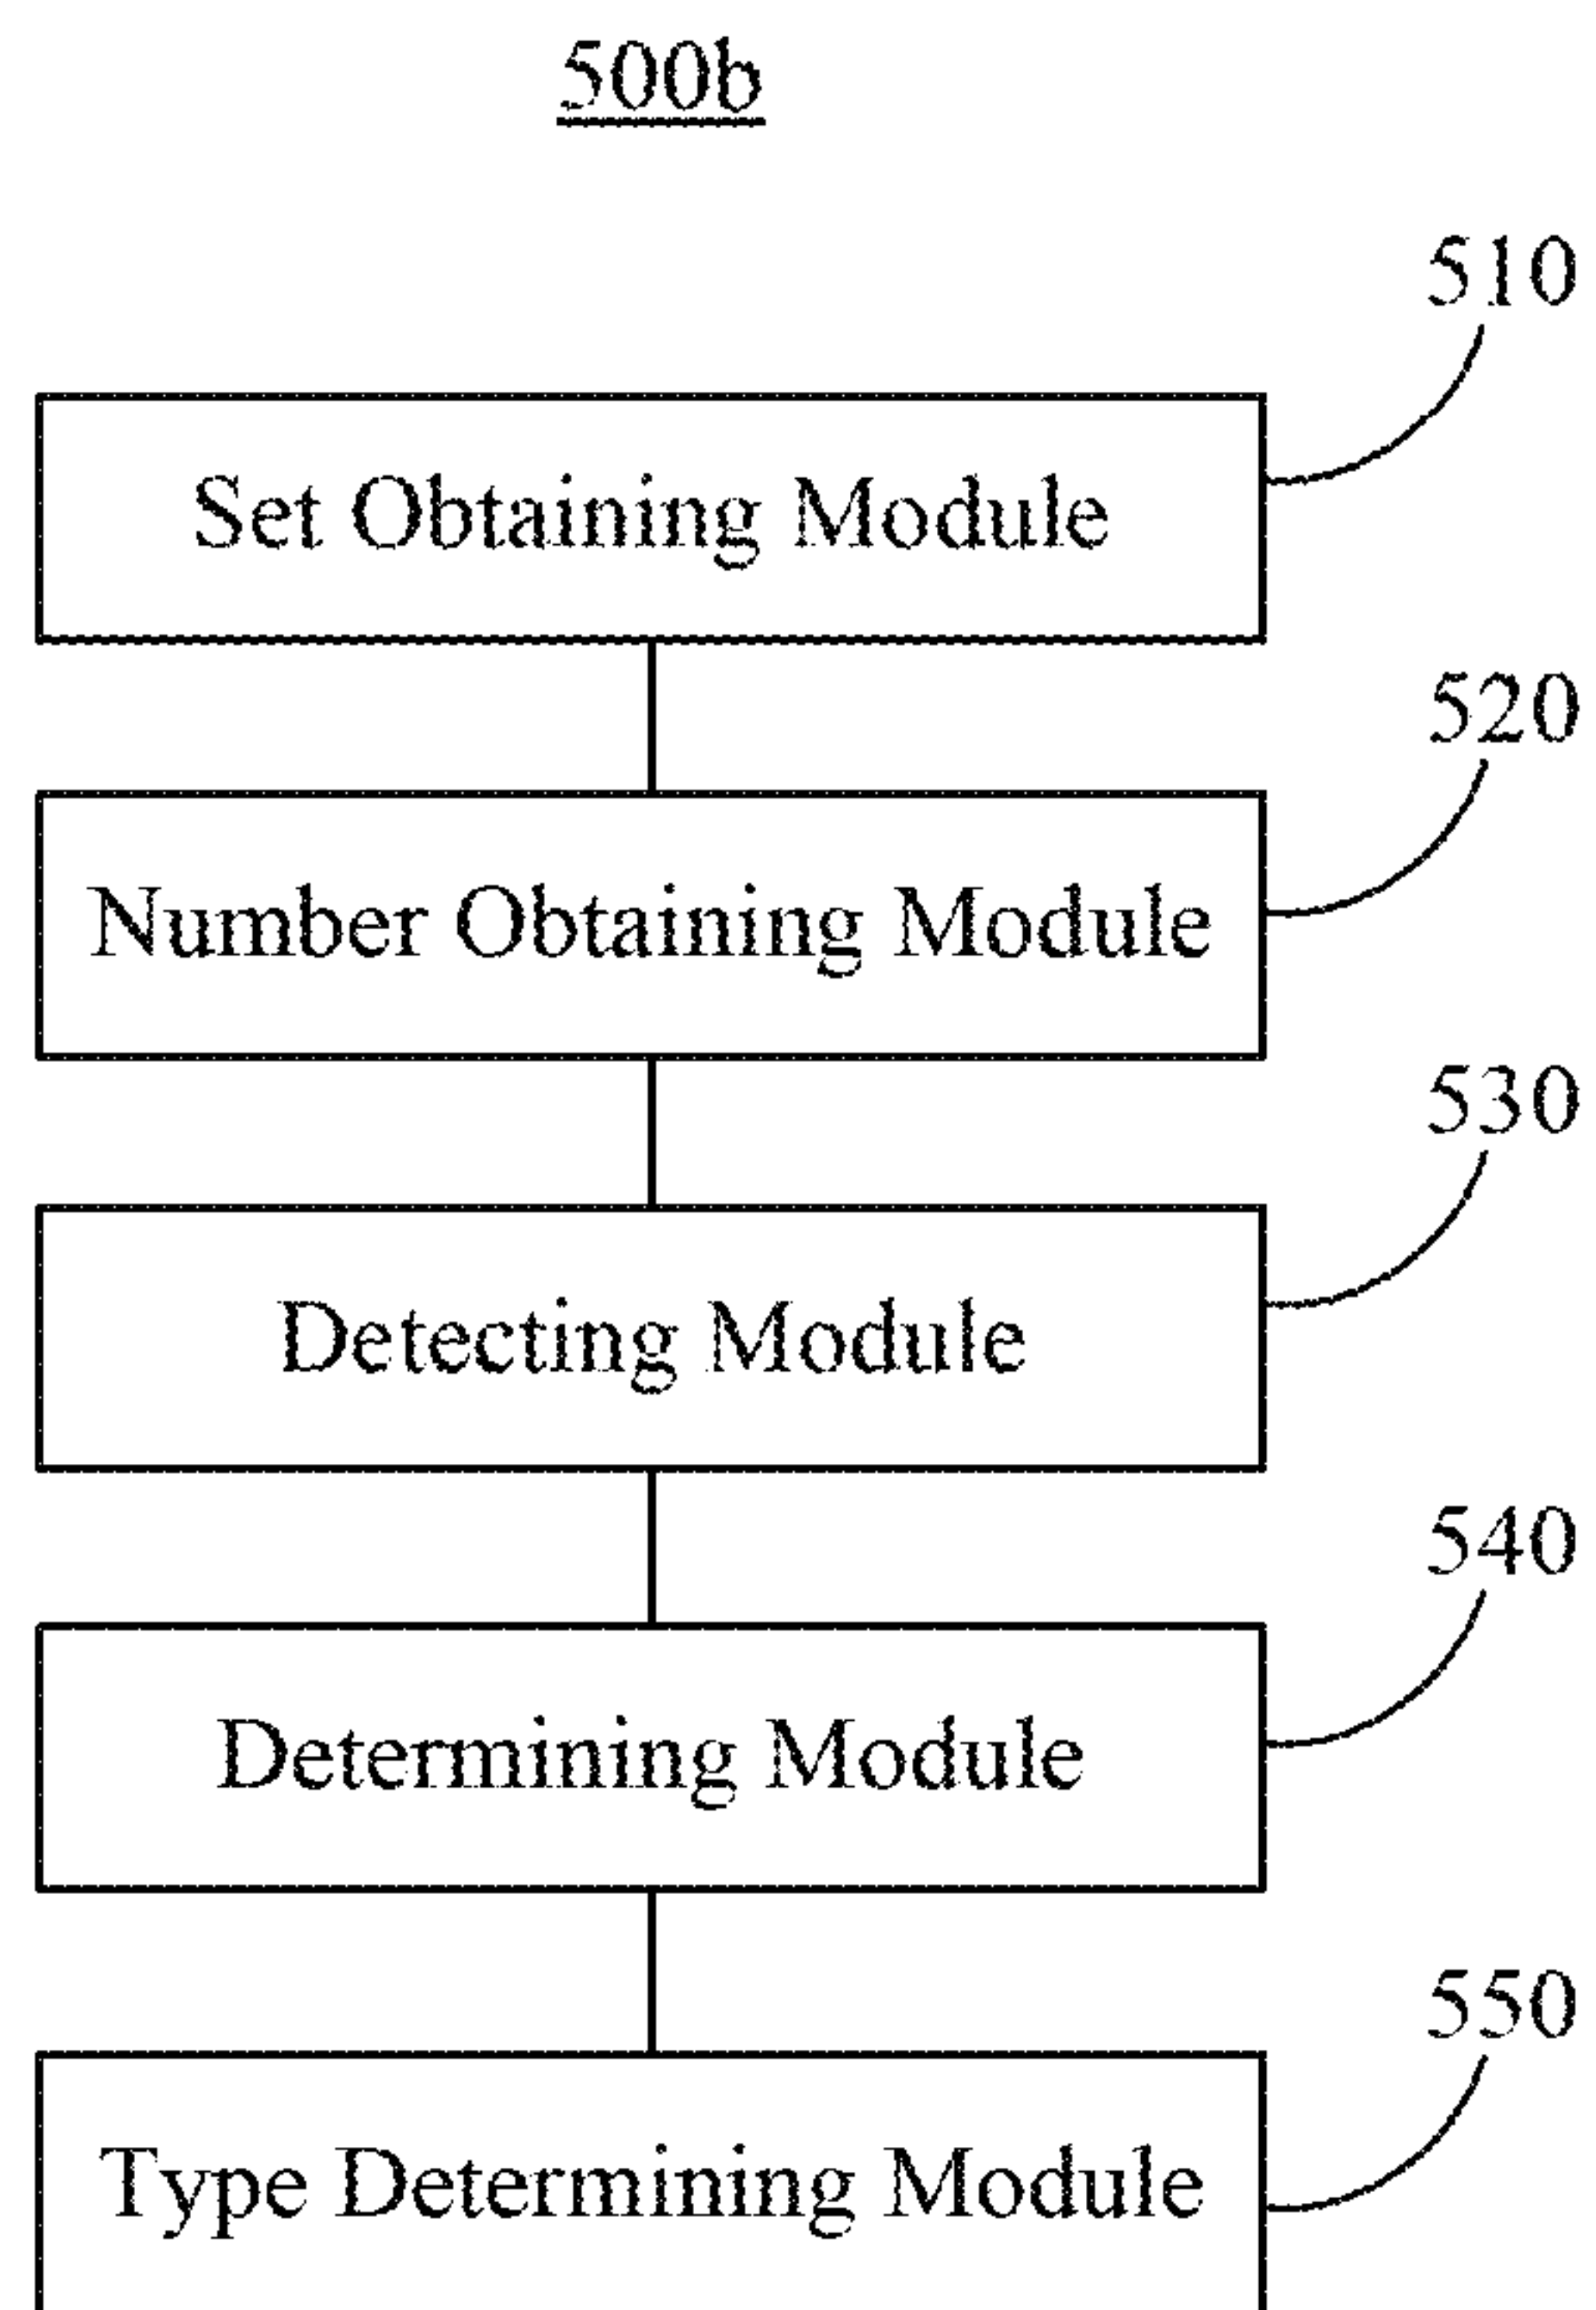 500b
510
Set Obtaining Module
520
Number Obtaining Module
530
Detecting Module
540
Determining Module
550
Type Determining Module